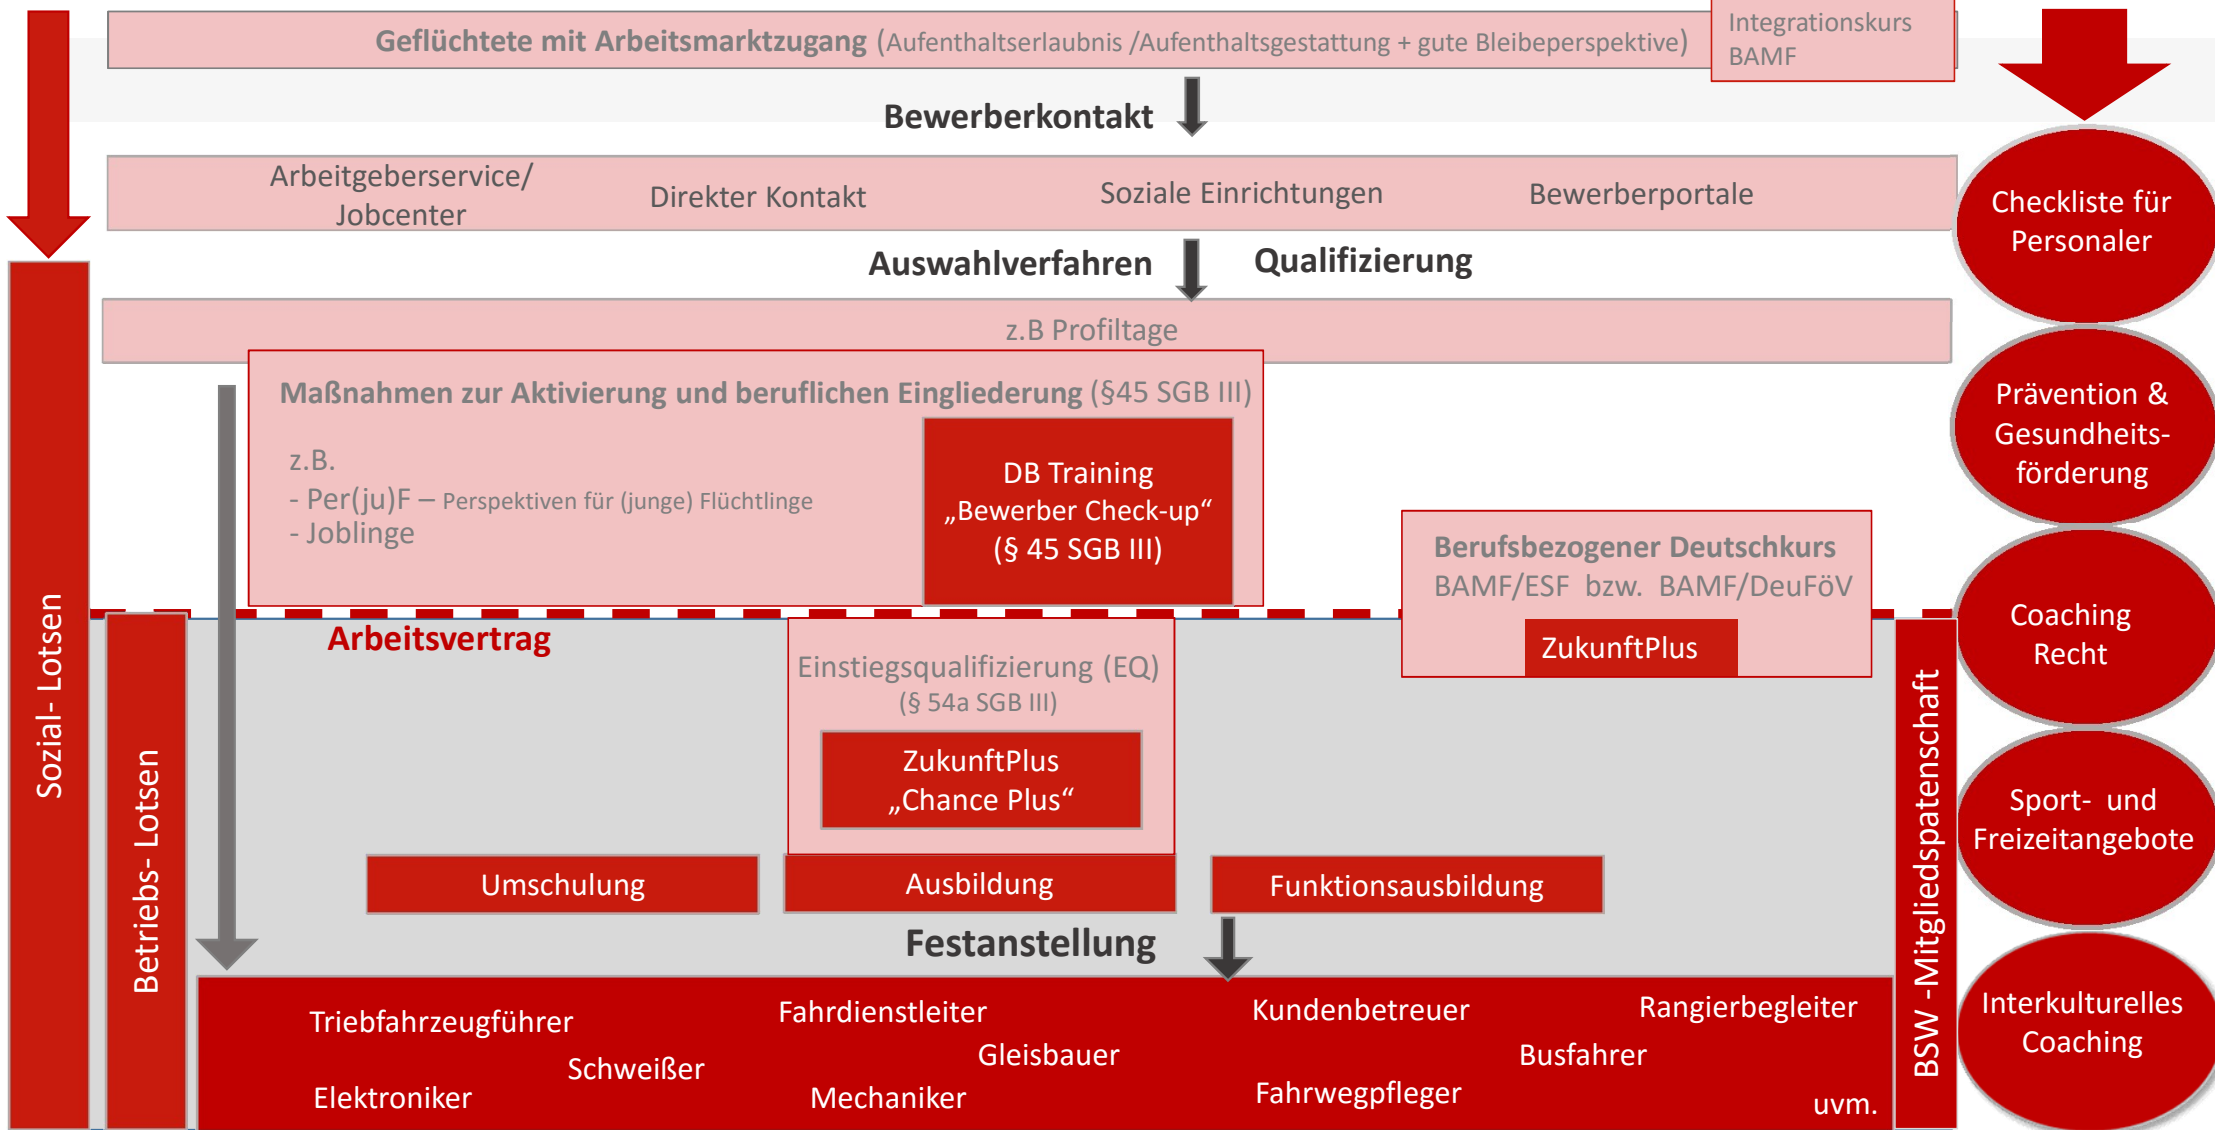 Geflüchtete mit Arbeitsmarktzugang (Aufenthaltserlaubnis /Aufenthaltsgestattung + gute Bleibeperspektive)
Integrationskurs
BAMF
Bewerberkontakt
Arbeitgeberservice/
Jobcenter
Direkter Kontakt
Soziale Einrichtungen
Bewerberportale
Auswahlverfahren
Qualifizierung
z.B Profiltage
Maßnahmen zur Aktivierung und beruflichen Eingliederung (§45 SGB III)
z.B.
- Per(ju)F – Perspektiven für (junge) Flüchtlinge
- Joblinge
DB Training
„Bewerber Check-up“
(§ 45 SGB III)
Berufsbezogener Deutschkurs
BAMF/ESF bzw. BAMF/DeuFöV
ZukunftPlus
Arbeitsvertrag
Einstiegsqualifizierung (EQ)
(§ 54a SGB III)
ZukunftPlus
„Chance Plus“
Umschulung
Ausbildung
Funktionsausbildung
Festanstellung
Triebfahrzeugführer
Fahrdienstleiter
Kundenbetreuer
Rangierbegleiter
Schweißer
Gleisbauer
Busfahrer
Elektroniker
Mechaniker
Fahrwegpfleger
uvm.
Sozial- Lotsen
Betriebs- Lotsen
BSW -Mitgliedspatenschaft
Checkliste für
Personaler
Prävention &
Gesundheits-
förderung
Coaching
Recht
Sport- und
Freizeitangebote
Interkulturelles
Coaching